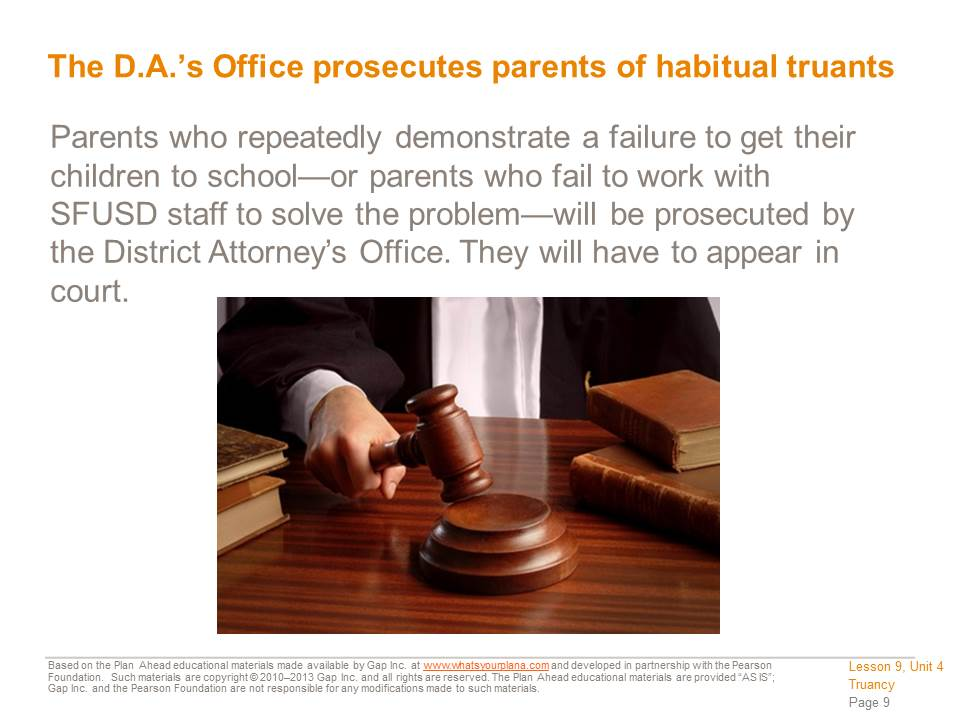 The D.A.’s Office prosecutes parents of habitual truants
Parents who repeatedly demonstrate a failure to get their
children to school—or parents who fail to work with
SFUSD staff to solve the problem—will be prosecuted by
the District Attorney’s Office. They will have to appear in
court.
Based on the Plan Ahead educational materials made available by Gap Inc. at www.whatsyourplana.com and developed in partnership with the Pearson
Foundation. Such materials are copyright © 2010–2013 Gap Inc. and all rights are reserved. The Plan Ahead educational materials are provided “AS IS”;
Gap Inc. and the Pearson Foundation are not responsible for any modifications made to such materials.
Lesson 9, Unit 4
Truancy
Page 9